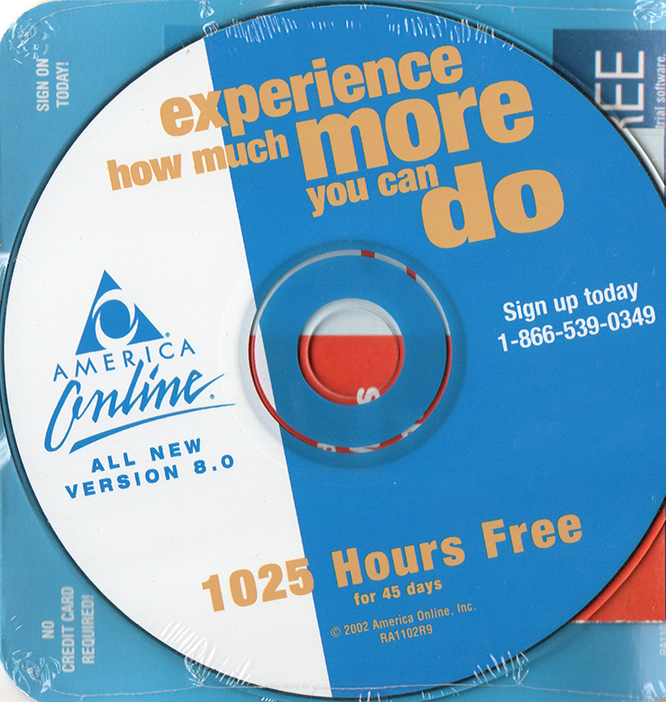 SIGN ON
TODAY!
experience
how much more
you can do
REE
rial software.
Sign up today
1-866-539-0349
AMERICA
Online
ALL NEW
VERSION 8.0
1025 Hours Free
for 45 days
© 2002 America Online, Inc.
RA1102R9
NO
CREDIT CARD
REQUIRED!